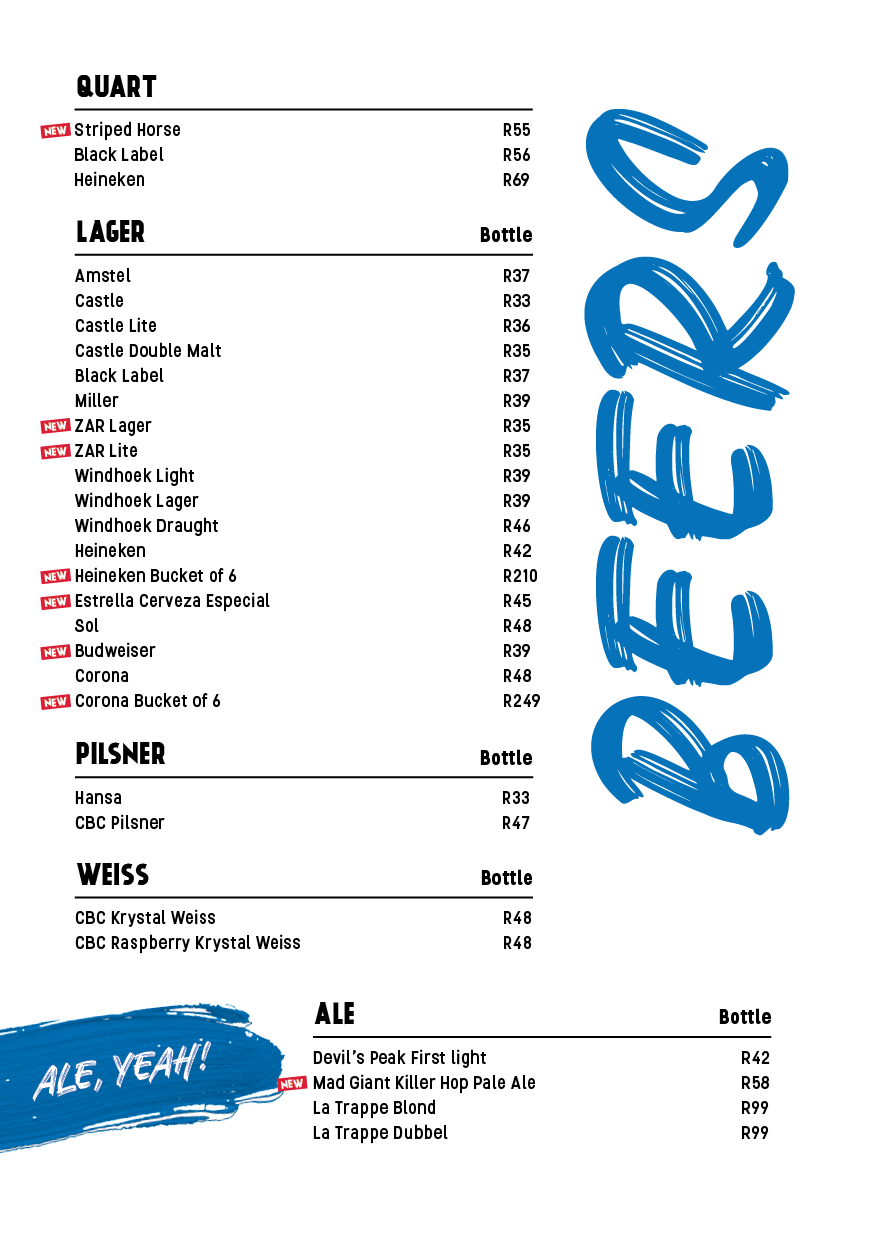 QUART
NEW Striped Horse R55
Black Label R56
Heineken R69
LAGER Bottle
Amstel R37
Castle R33
Castle Lite R36
Castle Double Malt R35
Black Label R37
Miller R39
NEW ZAR Lager R35
NEW ZAR Lite R35
Windhoek Light R39
Windhoek Lager R39
Windhoek Draught R46
Heineken R42
NEW Heineken Bucket of 6 R210
NEW Estrella Cerveza Especial R45
Sol R48
NEW Budweiser R39
Corona R48
NEW Corona Bucket of 6 R249
PILSNER Bottle
Hansa R33
CBC Pilsner R47
WEISS Bottle
CBC Krystal Weiss R48
CBC Raspberry Krystal Weiss R48
BEERS
ALE, YEAH!
ALE Bottle
Devil's Peak First light R42
NEW Mad Giant Killer Hop Pale Ale R58
La Trappe Blond R99
La Trappe Dubbel R99